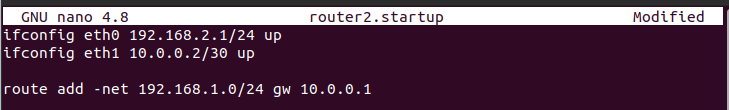 GNU nano 4.8 router2.startup Modified
ifconfig eth0 192.168.2.1/24 up
ifconfig eth1 10.0.0.2/30 up
route add -net 192.168.1.0/24 gw 10.0.0.1